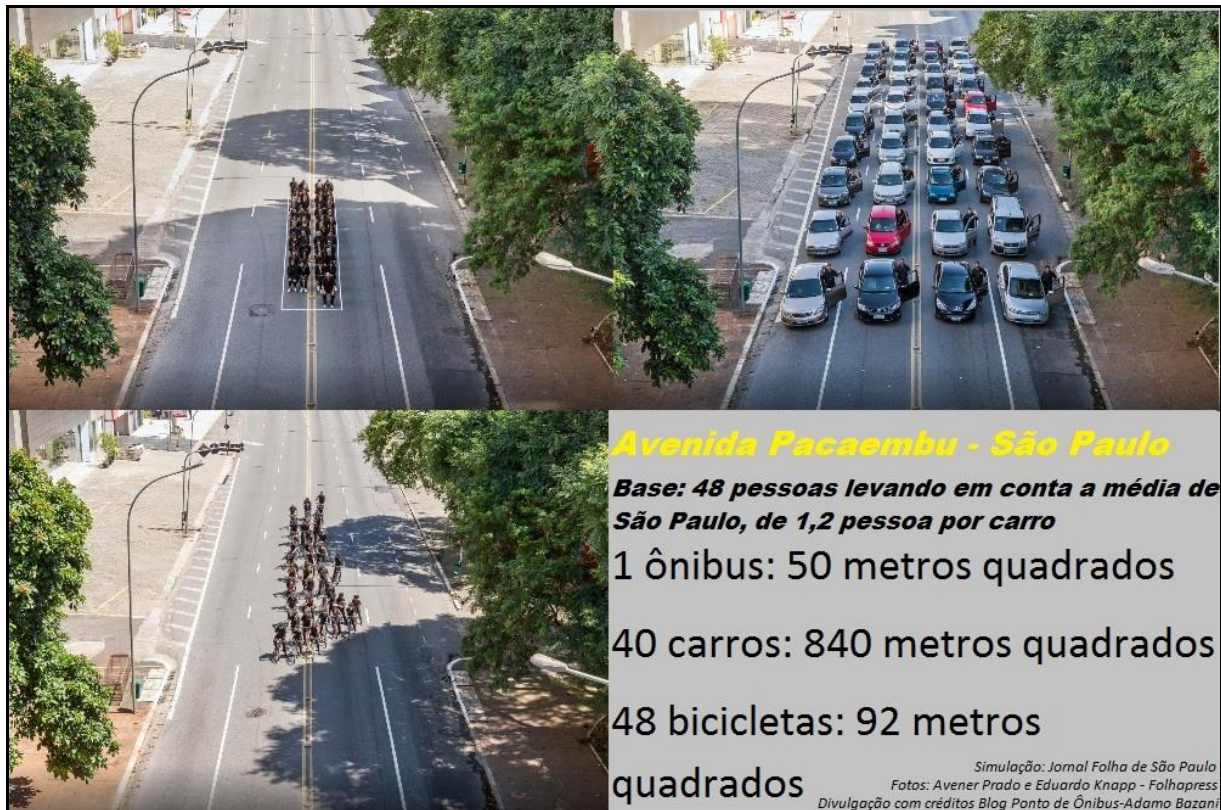 Avenida Pacaembu - São Paulo
Base: 48 pessoas levando em conta a média de
São Paulo, de 1,2 pessoa por carro
1 ônibus: 50 metros quadrados
40 carros: 840 metros quadrados
48 bicicletas: 92 metros
quadrados
Simulação: Jornal Folha de São Paulo
Fotos: Avener Prado e Eduardo Knapp - Folhapress
Divulgação com créditos Blog Ponto de Ônibus-Adamo Bazani